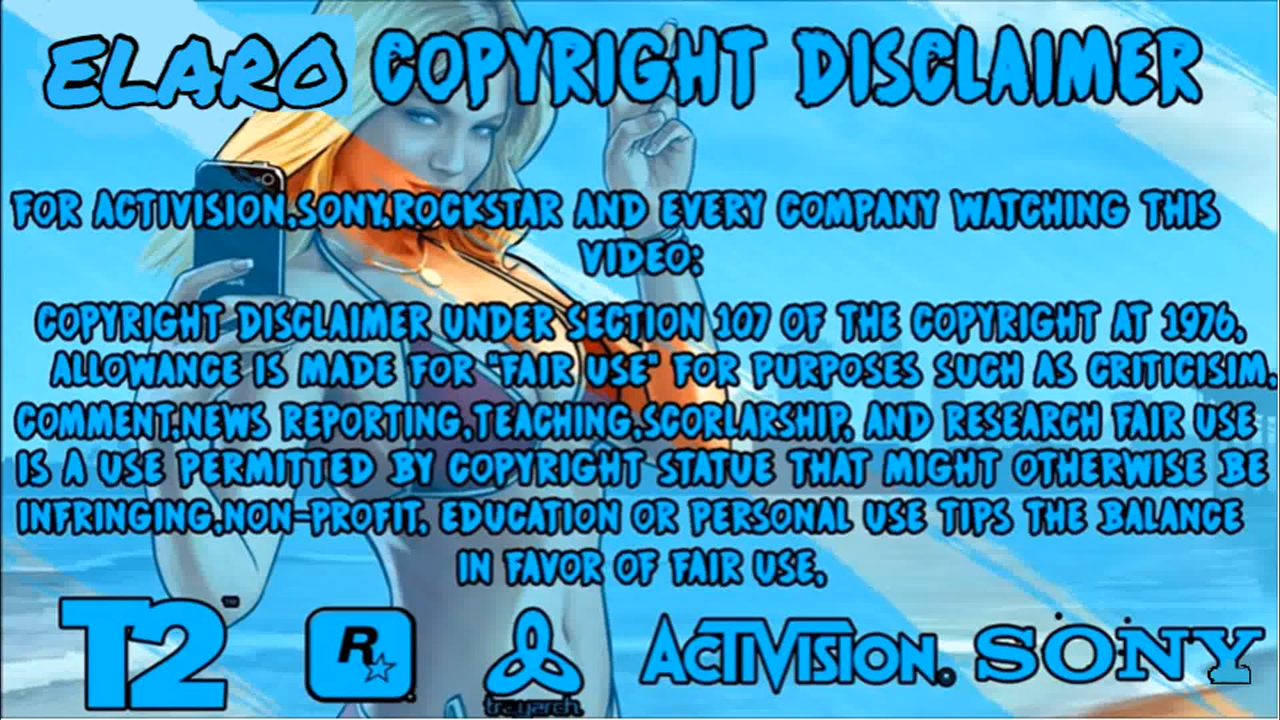 ELARO COPYRIGHT DISCLAIMER
FOR ACTIVISION,SONY,ROCKSTAR AND EVERY COMPANY WATCHING THIS
VIDEO:
COPYRIGHT DISCLAIMER UNDER SECTION 107 OF THE COPYRIGHT AT 1976,
ALLOWANCE IS MADE FOR "FAIR USE" FOR PURPOSES SUCH AS CRITICISIM,
COMMENT,NEWS REPORTING,TEACHING,SCORLARSHIP, AND RESEARCH FAIR USE
IS A USE PERMITTED BY COPYRIGHT STATUE THAT MIGHT OTHERWISE BE
INFRINGING,NON-PROFIT, EDUCATION OR PERSONAL USE TIPS THE BALANCE
IN FAVOR OF FAIR USE,
T2™ R treyarch ACTIVISION. SONY